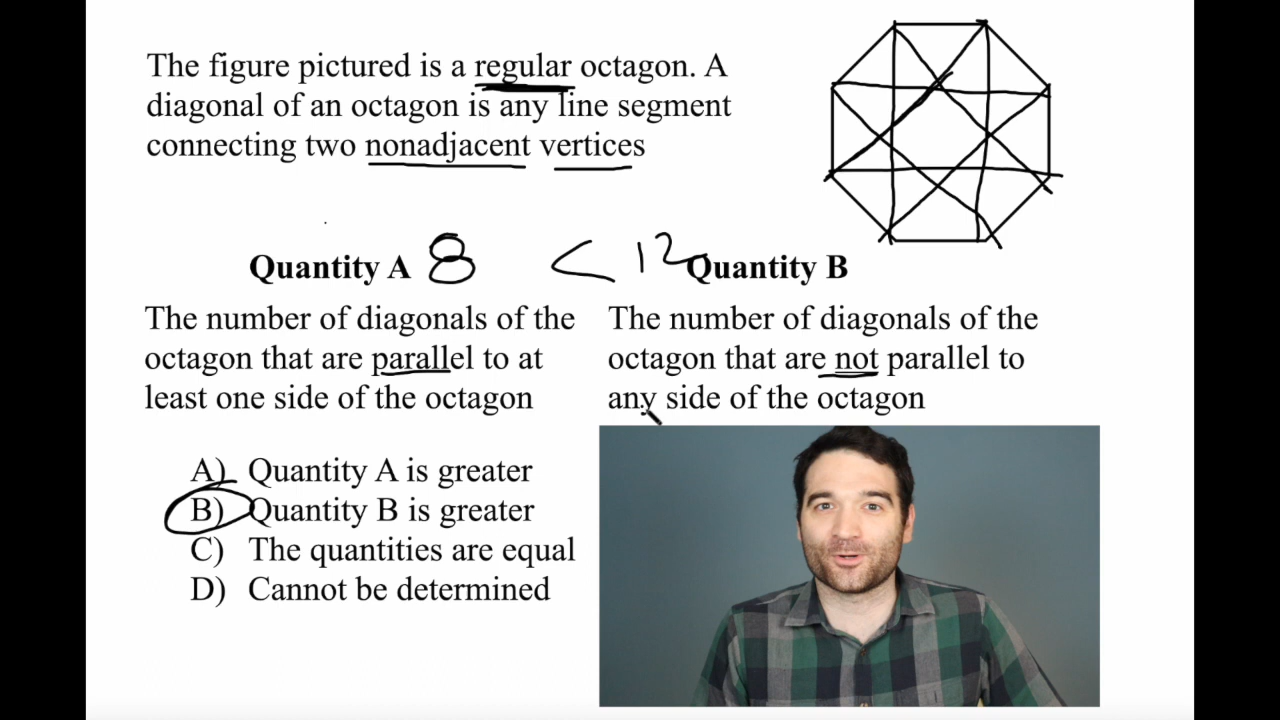 The figure pictured is a regular octagon. A
diagonal of an octagon is any line segment
connecting two nonadjacent vertices
Quantity A 8 < 12 Quantity B
The number of diagonals of the
octagon that are parallel to at
least one side of the octagon
The number of diagonals of the
octagon that are not parallel to
any side of the octagon
A) Quantity A is greater
B) Quantity B is greater
C) The quantities are equal
D) Cannot be determined